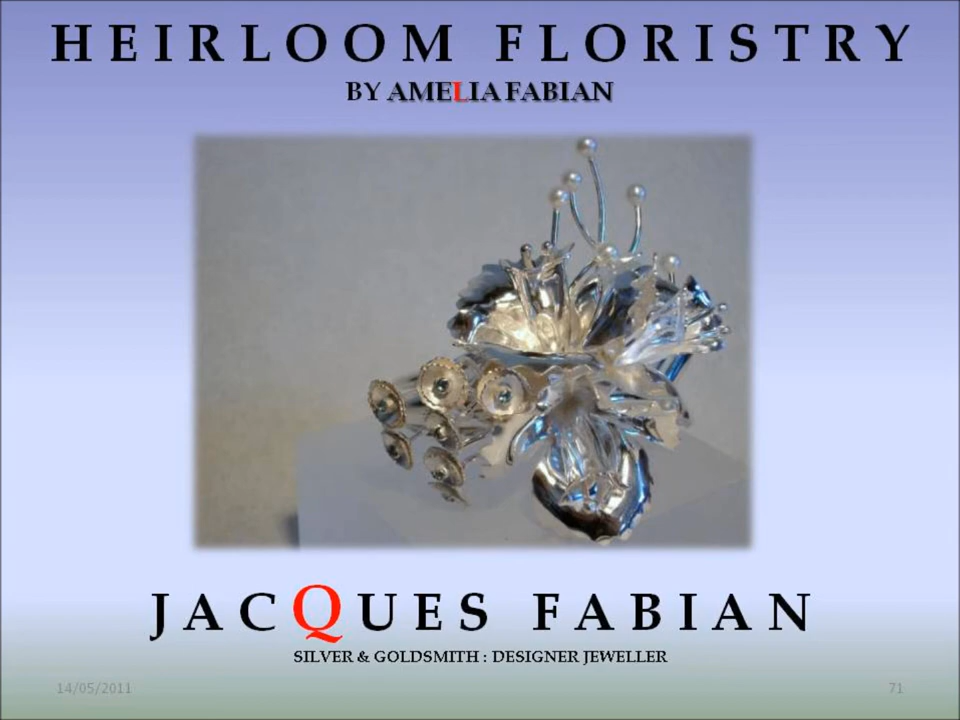 HEIRLOOM FLORISTRY
BY AMELIA FABIAN
JACQUES FABIAN
SILVER & GOLDSMITH : DESIGNER JEWELLER
14/05/2011 71